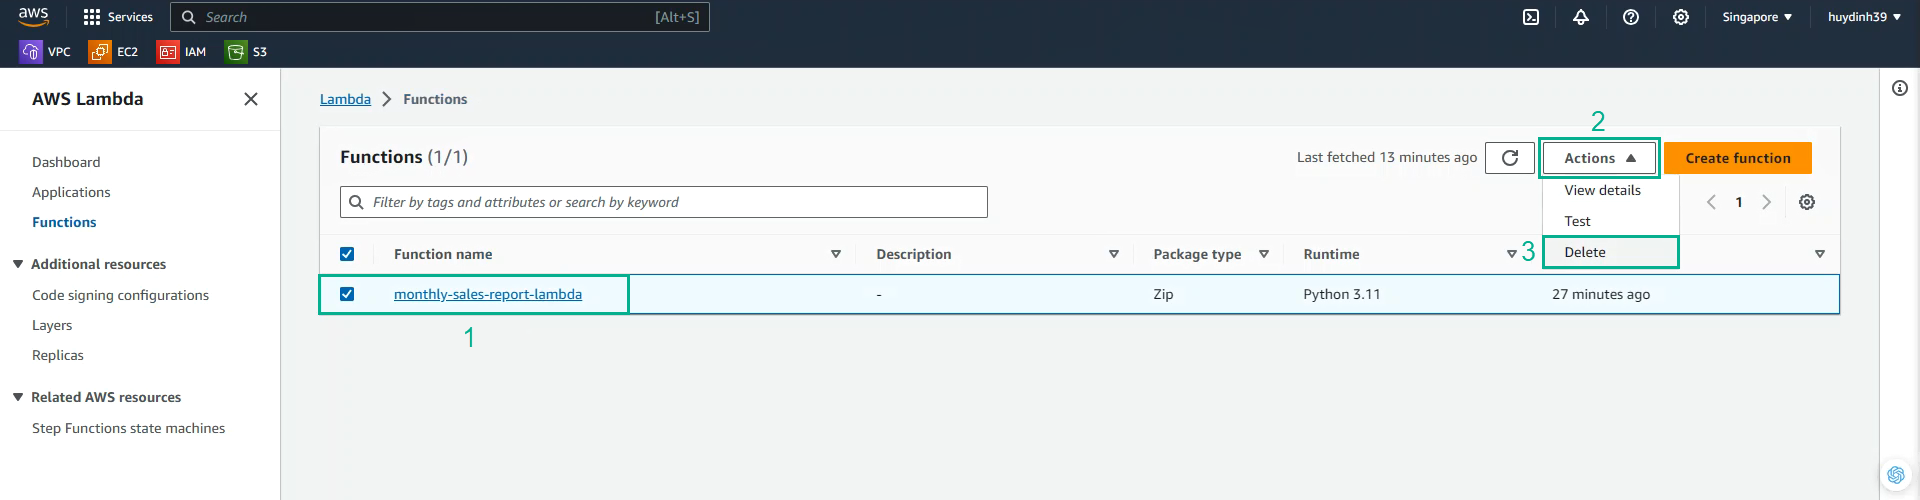 aws
Services
Search
[Alt+S]
Singapore
huydinh39
VPC
EC2
IAM
S3
AWS Lambda
Dashboard
Applications
Functions
Additional resources
Code signing configurations
Layers
Replicas
Related AWS resources
Step Functions state machines
Lambda > Functions
2
Functions (1/1)
Last fetched 13 minutes ago
Actions
Create function
View details
Test
3 Delete
Filter by tags and attributes or search by keyword
1
Function name
Description
Package type
Runtime
monthly-sales-report-lambda
-
Zip
Python 3.11
27 minutes ago
1